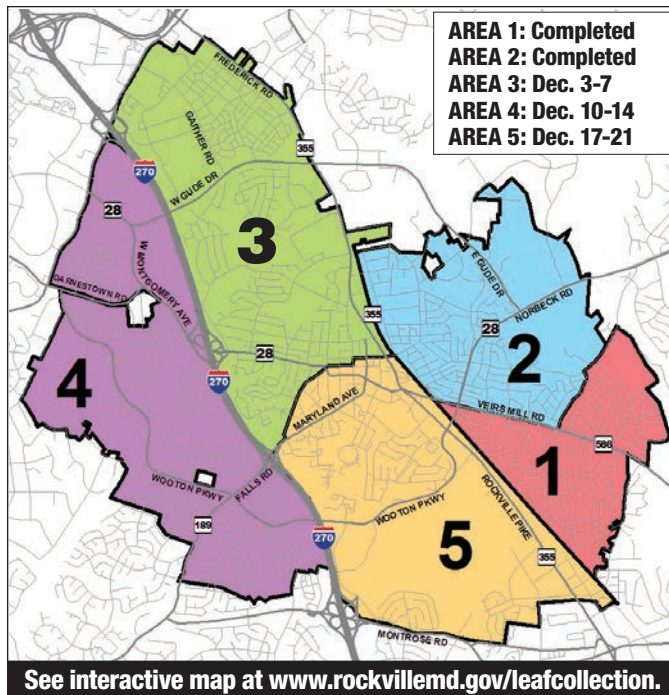 AREA 1: Completed
AREA 2: Completed
AREA 3: Dec. 3-7
AREA 4: Dec. 10-14
AREA 5: Dec. 17-21
FREDERICK RD
GAITHER RD
355
270
W GUDE DR
28
W MONTGOMERY AVE
3
E GUDE DR
NORBECK RD
DARNESTOWN RD
355
28
28
2
4
270
MARYLAND AVE
VEIRS MILL RD
586
1
WOOTON PKWY
FALLS RD
WOOTON PKWY
ROCKVILLE PIKE
189
270
5
355
MONTROSE RD
See interactive map at www.rockvillemd.gov/leafcollection.